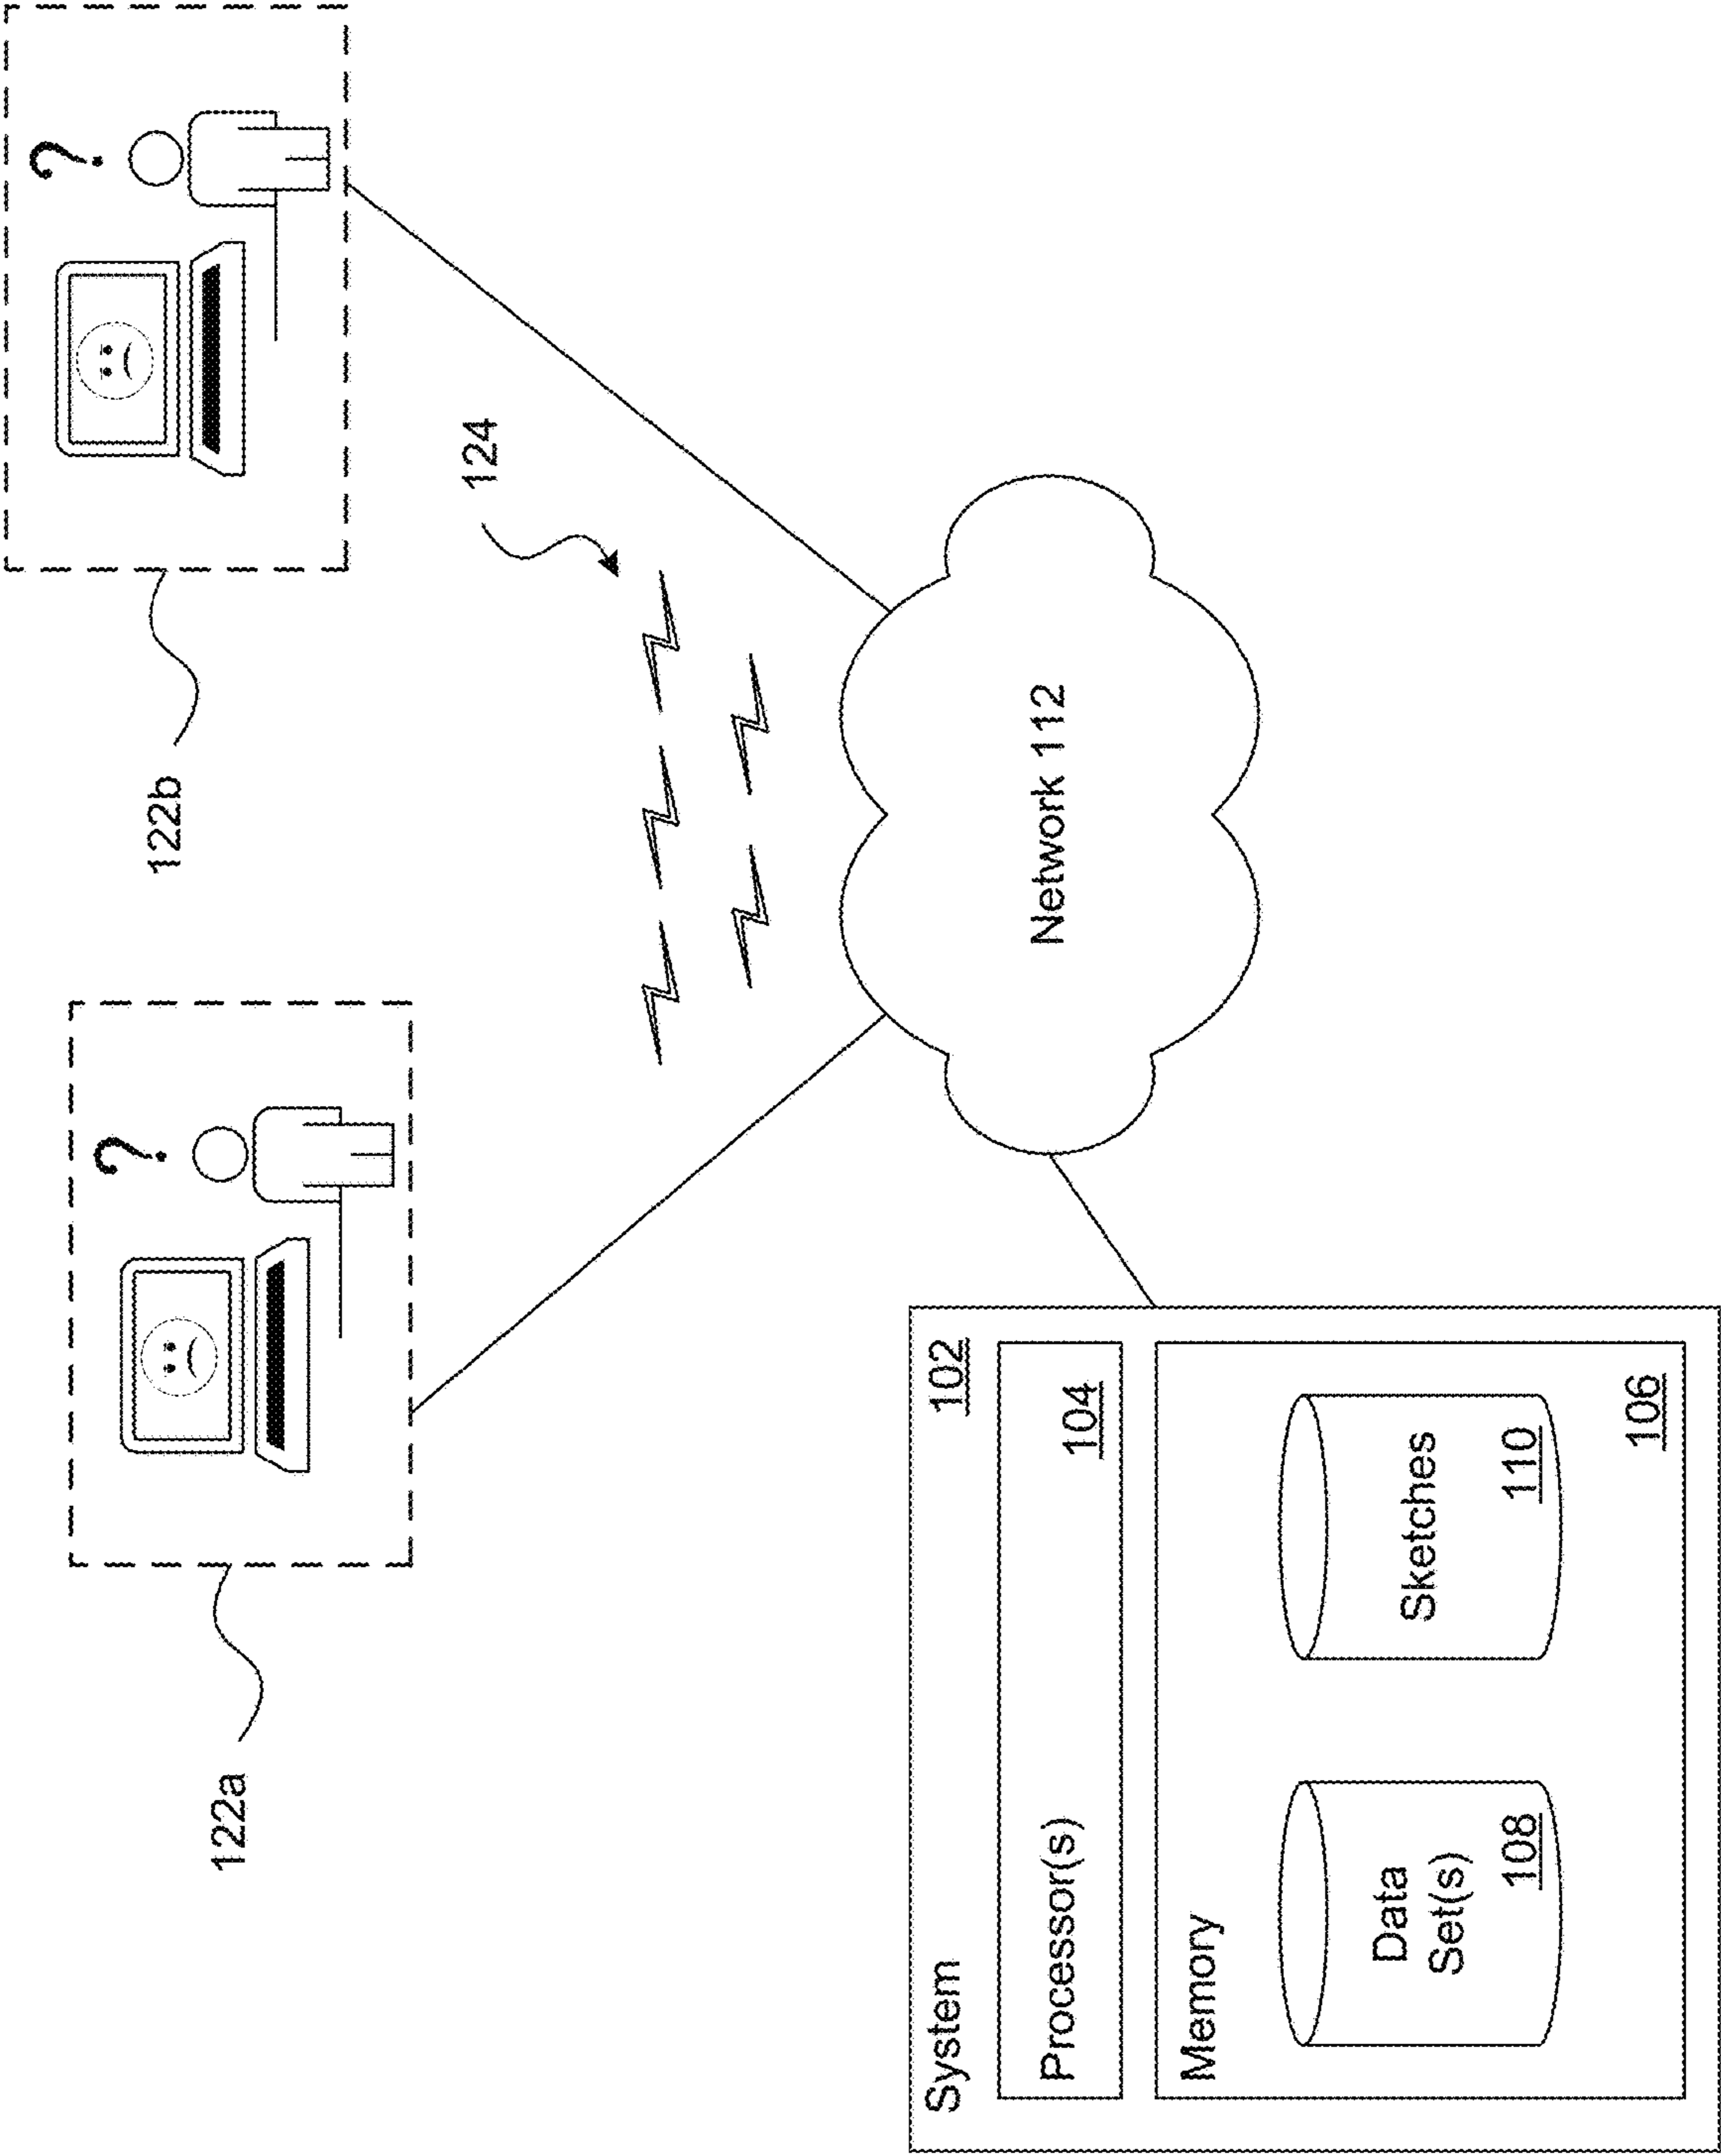 122a
?
122b
?
124
Network 112
System 102
Processor(s) 104
Memory 106
Data
Set(s)
108
Sketches
110